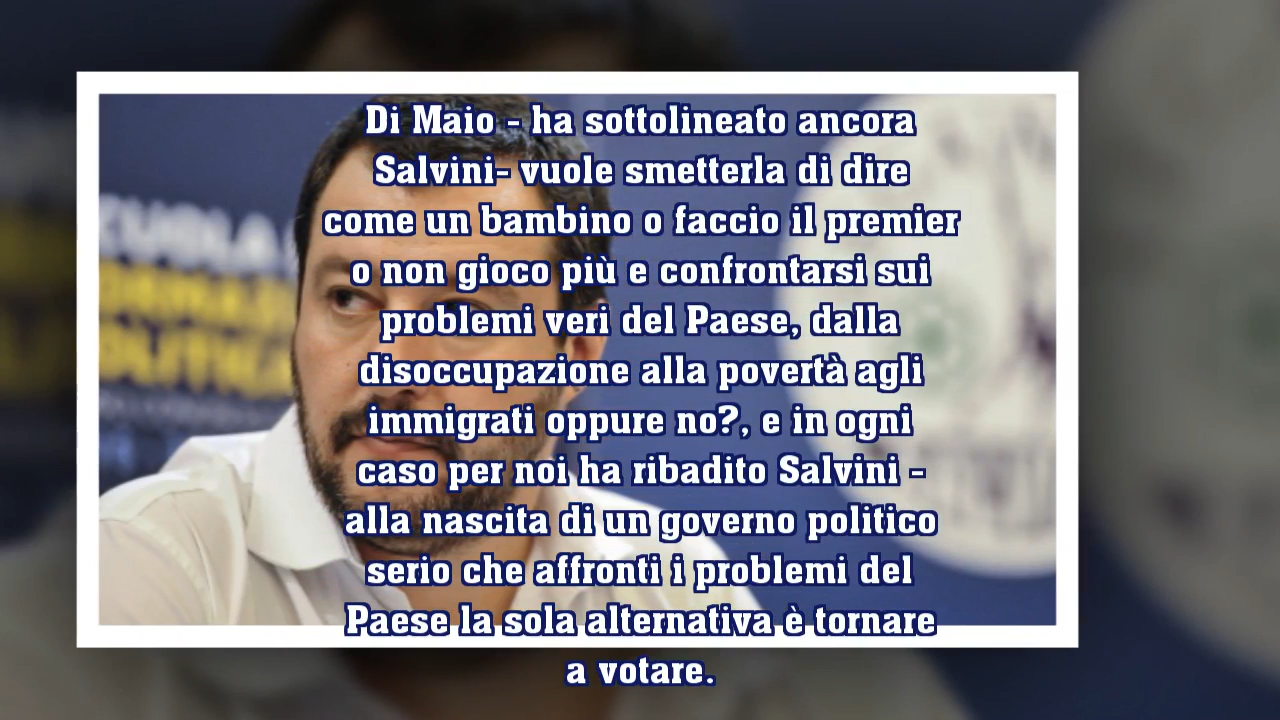 Di Maio - ha sottolineato ancora
Salvini- vuole smetterla di dire
come un bambino o faccio il premier
o non gioco più e confrontarsi sui
problemi veri del Paese, dalla
disoccupazione alla povertà agli
immigrati oppure no?, e in ogni
caso per noi ha ribadito Salvini -
alla nascita di un governo politico
serio che affronti i problemi del
Paese la sola alternativa è tornare
a votare.